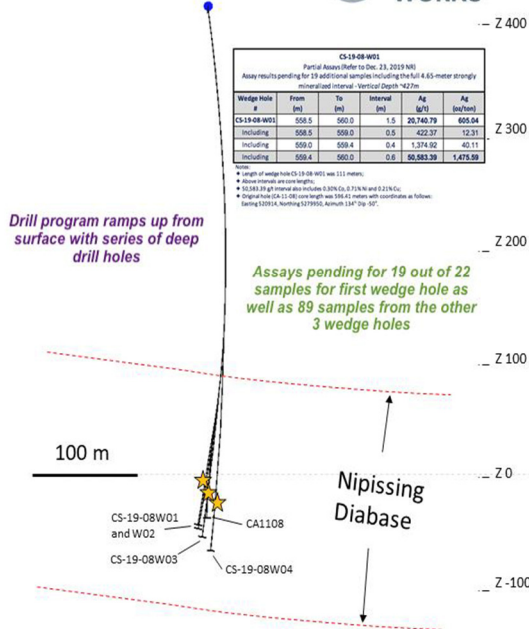 WORKS
Z 400
CS-19-08-W01
Partial Assays (Refer to Dec. 23, 2019 NR)
Assay results pending for 19 additional samples including the full 4.65-meter strongly
mineralized interval - Vertical Depth ~427m
Wedge Hole # From (m) To (m) Interval (m) Ag (g/t) Ag (oz/ton)
CS-19-08-W01 558.5 560.0 1.5 20,740.79 605.04
Including 558.5 559.0 0.5 422.37 12.31
Including 559.0 559.4 0.4 1,374.92 40.11
Including 559.4 560.0 0.6 50,583.39 1,475.59
Notes:
Length of wedge hole CS-19-08-W01 was 111 meters;
Above intervals are core lengths;
50,583.39 g/t interval also includes 0.30% Co, 0.71% Ni and 0.21% Cu;
Original hole (CA-11-08) core length was 596.41 meters with coordinates as follows:
Easting 520914, Northing 5279950, Azimuth 134° Dip -50°.
Z 300
Drill program ramps up from
surface with series of deep
drill holes
Z 200
Assays pending for 19 out of 22
samples for first wedge hole as
well as 89 samples from the other
3 wedge holes
Z 100
100 m
Z 0
Nipissing
Diabase
CS-19-08W01
and W02
CA1108
CS-19-08W03
CS-19-08W04
Z -100